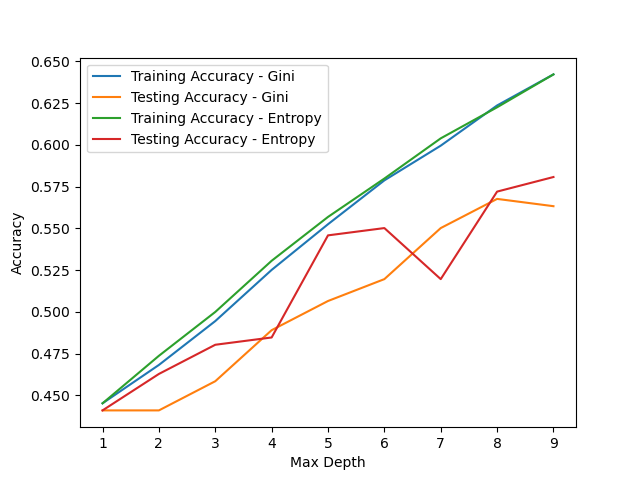 Training Accuracy - Gini
Testing Accuracy - Gini
Training Accuracy - Entropy
Testing Accuracy - Entropy
0.650
0.625
0.600
0.575
0.550
0.525
0.500
0.475
0.450
Accuracy
1 2 3 4 5 6 7 8 9
Max Depth